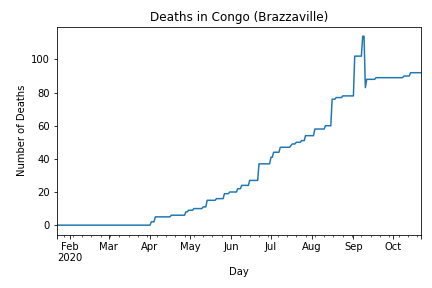 Deaths in Congo (Brazzaville)
Number of Deaths
100
80
60
40
20
0
Feb Mar Apr May Jun Jul Aug Sep Oct
2020
Day